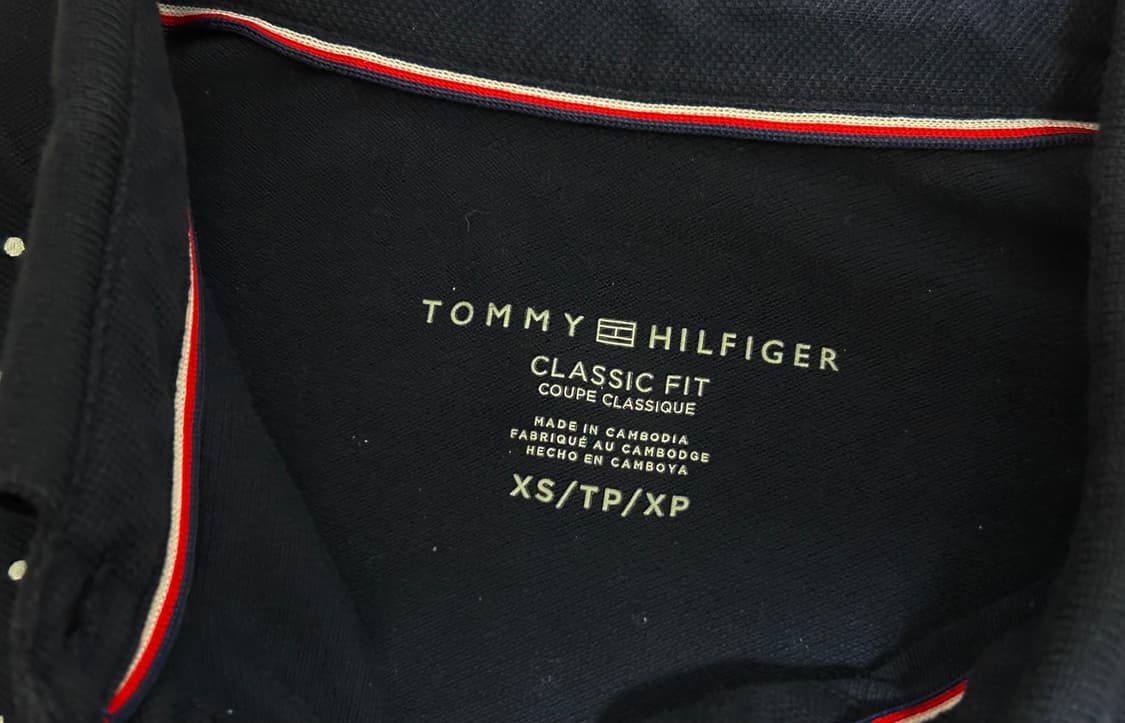 TOMMY HILFIGER
CLASSIC FIT
COUPE CLASSIQUE
MADE IN CAMBODIA
FABRIQUÉ AU CAMBODGE
HECHO EN CAMBOYA
XS/TP/XP